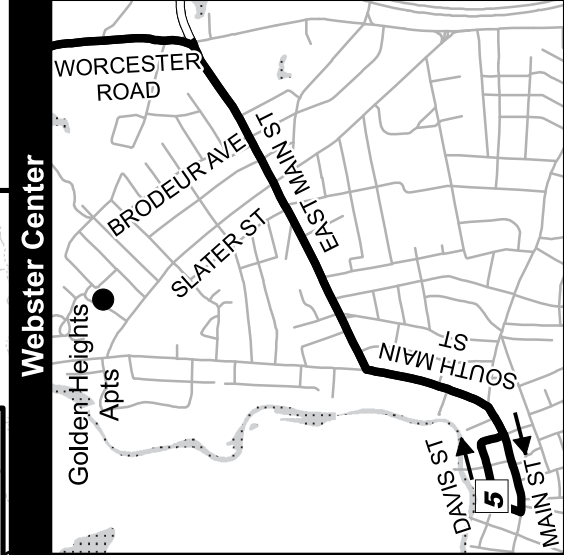 Webster Center
WORCESTER
ROAD
BRODEUR AVE
EAST MAIN ST
SLATER ST
Golden Heights
Apts
SOUTH MAIN
ST
DAVIS ST
5
MAIN ST